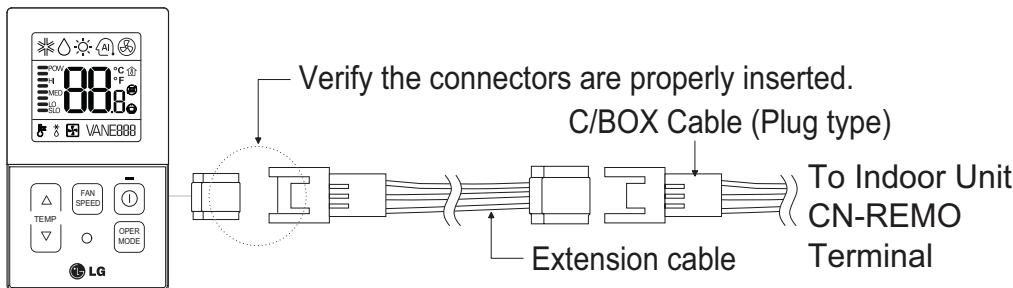 POW
HI
MED
LO
SLO
88.8
°C
°F
AI
VANE888
TEMP
FAN
SPEED
OPER
MODE
LG
Verify the connectors are properly inserted.
C/BOX Cable (Plug type)
Extension cable
To Indoor Unit
CN-REMO
Terminal